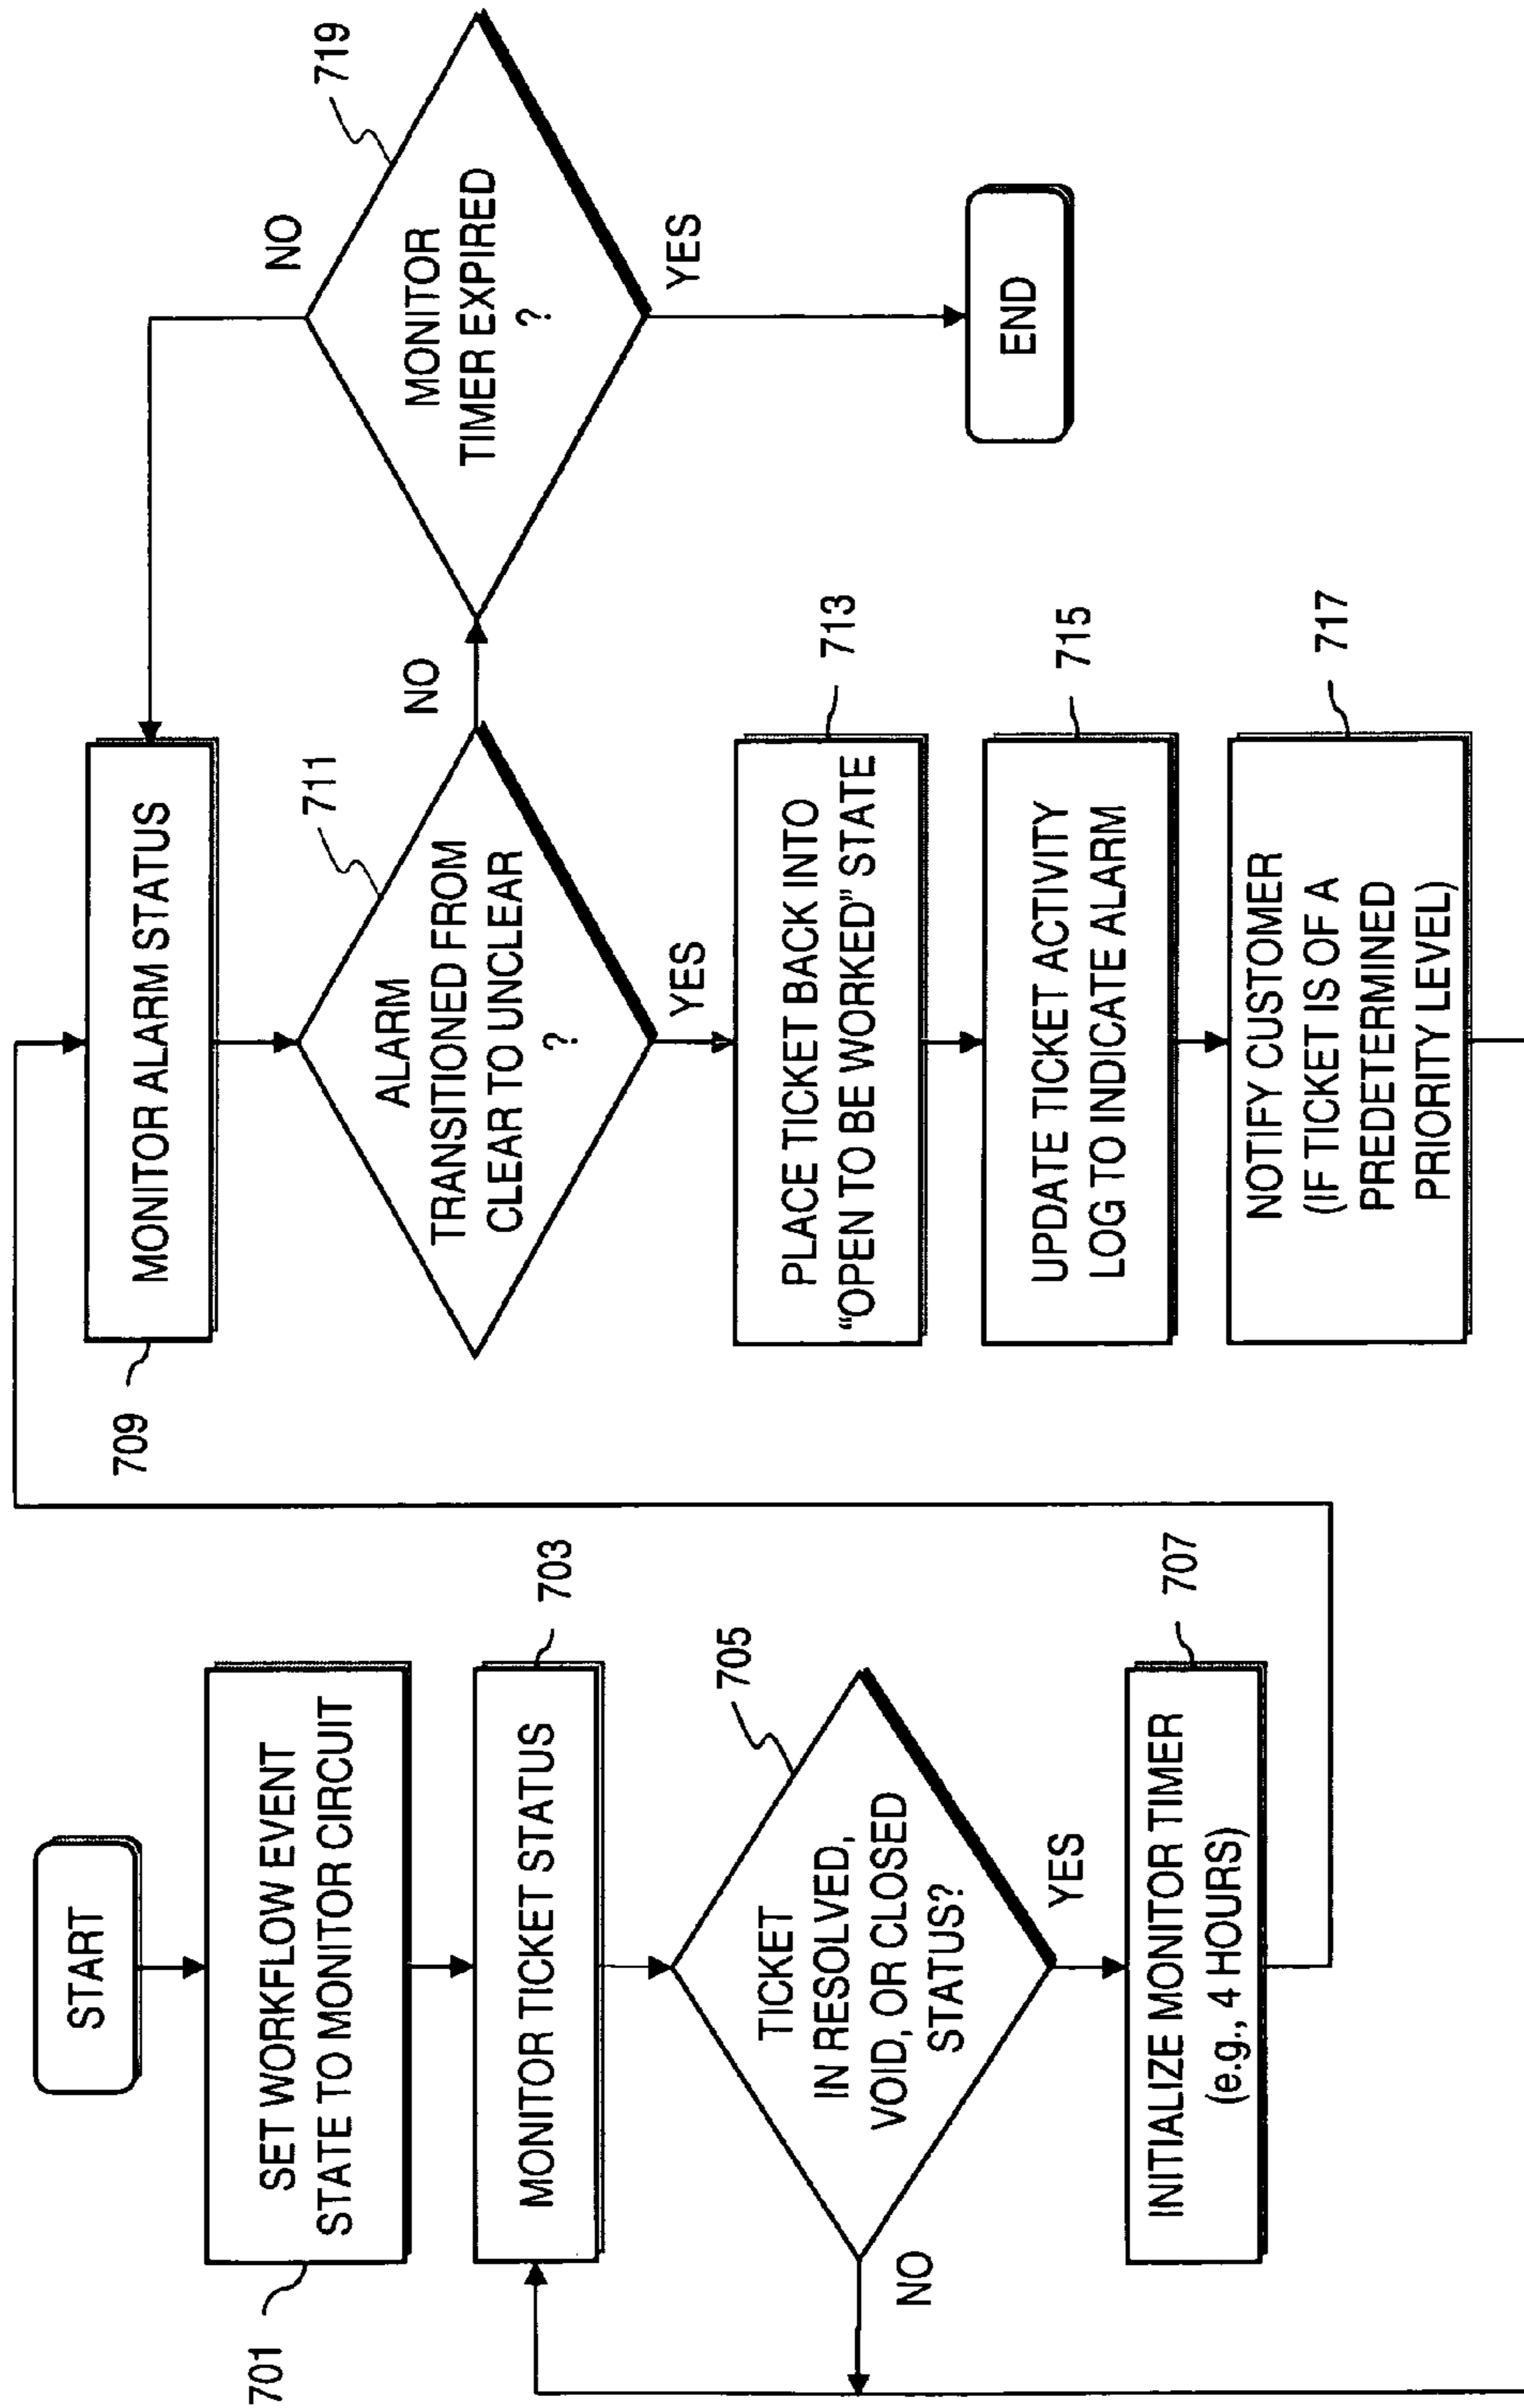 START
SET WORKFLOW EVENT
STATE TO MONITOR CIRCUIT
701
MONITOR TICKET STATUS
703
TICKET
IN RESOLVED,
VOID, OR CLOSED
STATUS?
705
NO
YES
INITIALIZE MONITOR TIMER
(e.g., 4 HOURS)
707
MONITOR ALARM STATUS
709
ALARM
TRANSITIONED FROM
CLEAR TO UNCLEAR
?
711
NO
YES
PLACE TICKET BACK INTO
“OPEN TO BE WORKED” STATE
713
UPDATE TICKET ACTIVITY
LOG TO INDICATE ALARM
715
NOTIFY CUSTOMER
(IF TICKET IS OF A
PREDETERMINED
PRIORITY LEVEL)
717
MONITOR
TIMER EXPIRED
?
719
NO
YES
END